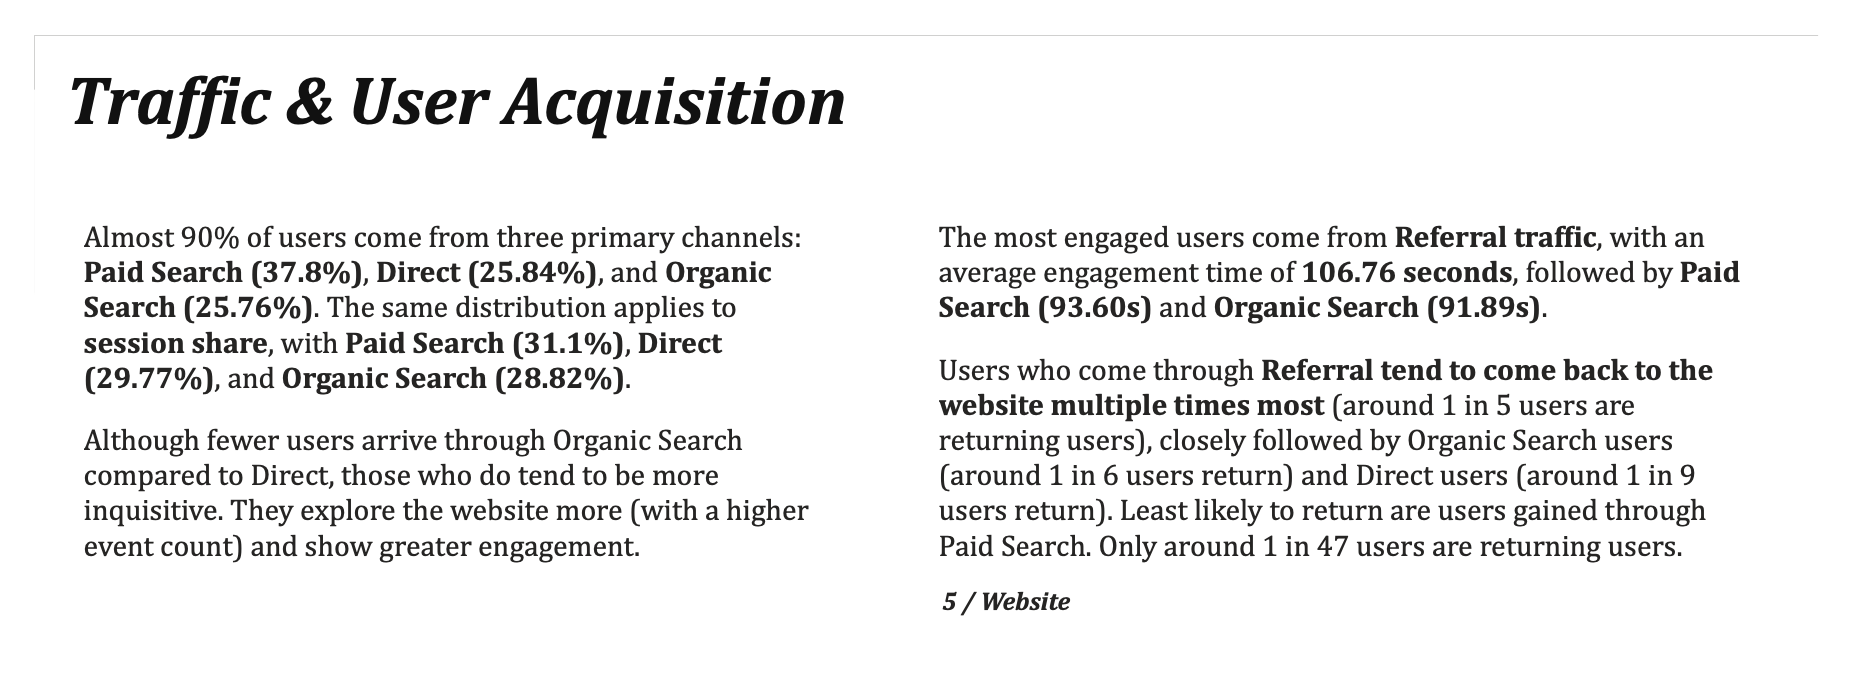 Traffic & User Acquisition
Almost 90% of users come from three primary channels:
Paid Search (37.8%), Direct (25.84%), and Organic
Search (25.76%). The same distribution applies to
session share, with Paid Search (31.1%), Direct
(29.77%), and Organic Search (28.82%).
Although fewer users arrive through Organic Search
compared to Direct, those who do tend to be more
inquisitive. They explore the website more (with a higher
event count) and show greater engagement.
The most engaged users come from Referral traffic, with an
average engagement time of 106.76 seconds, followed by Paid
Search (93.60s) and Organic Search (91.89s).
Users who come through Referral tend to come back to the
website multiple times most (around 1 in 5 users are
returning users), closely followed by Organic Search users
(around 1 in 6 users return) and Direct users (around 1 in 9
users return). Least likely to return are users gained through
Paid Search. Only around 1 in 47 users are returning users.
5 / Website